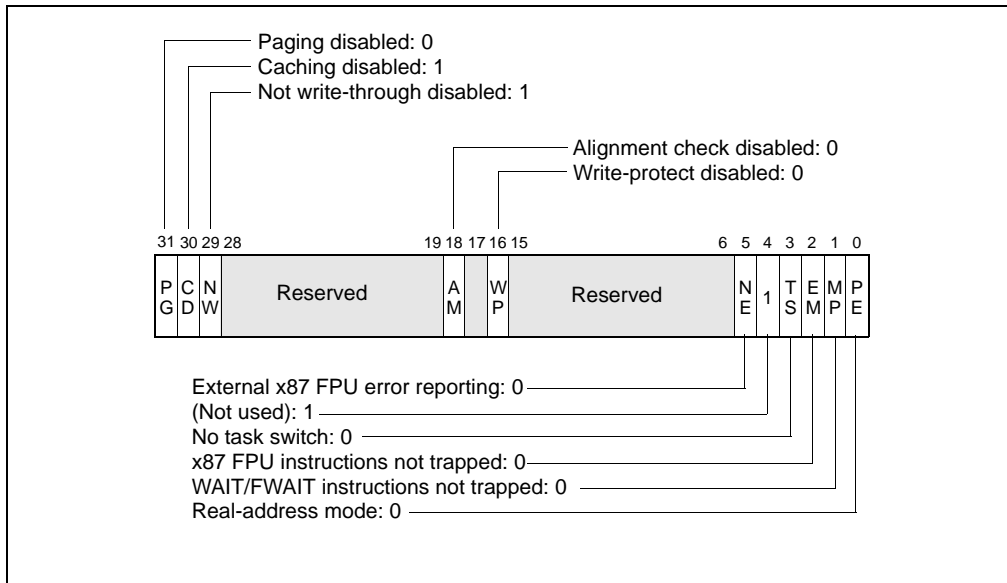 Paging disabled: 0
Caching disabled: 1
Not write-through disabled: 1
Alignment check disabled: 0
Write-protect disabled: 0
31 30 29 28 19 18 17 16 15 6 5 4 3 2 1 0
P C N A W N T E M P
Reserved Reserved 1
G D W M P E S M P E
External x87 FPU error reporting: 0
(Not used): 1
No task switch: 0
x87 FPU instructions not trapped: 0
WAIT/FWAIT instructions not trapped: 0
Real-address mode: 0